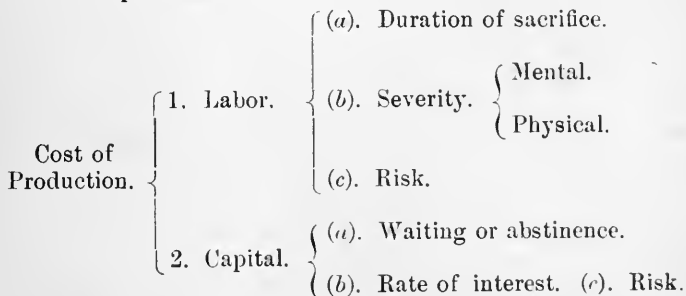 (a). Duration of sacrifice.
1. Labor. (b). Severity. Mental.
Physical.
(c). Risk.
Cost of
Production.
2. Capital. (a). Waiting or abstinence.
(b). Rate of interest. (c). Risk.